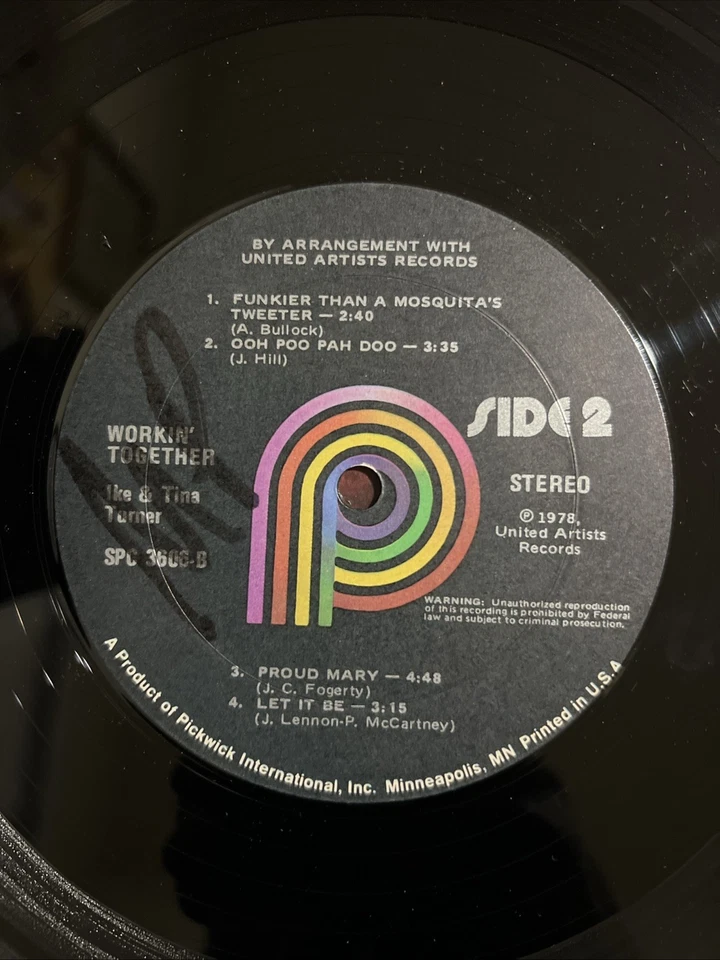 BY ARRANGEMENT WITH
UNITED ARTISTS RECORDS
1. FUNKIER THAN A MOSQUITA'S
TWEETER — 2:40
(A. Bullock)
2. OOH POO PAH DOO — 3:35
(J. Hill)
WORKIN'
TOGETHER
Ike & Tina
Turner
SPC 3606-B
SIDE 2
STEREO
℗ 1978,
United Artists
Records
WARNING: Unauthorized reproduction
of this recording is prohibited by Federal
law and subject to criminal prosecution.
3. PROUD MARY — 4:48
(J. C. Fogerty)
4. LET IT BE — 3:15
(J. Lennon-P. McCartney)
A Product of Pickwick International, Inc. Minneapolis, MN Printed in U.S.A